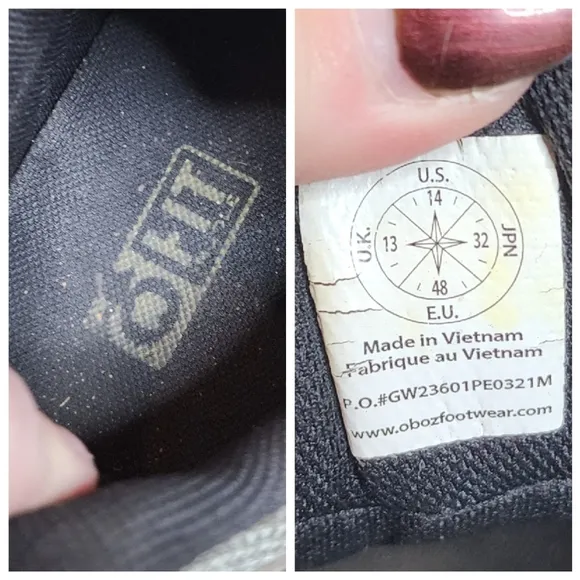 O FIT
U.S.
14
U.K.
13
32
JPN
48
E.U.
Made in Vietnam
Fabrique au Vietnam
P.O.#GW23601PE0321M
www.obozfootwear.com